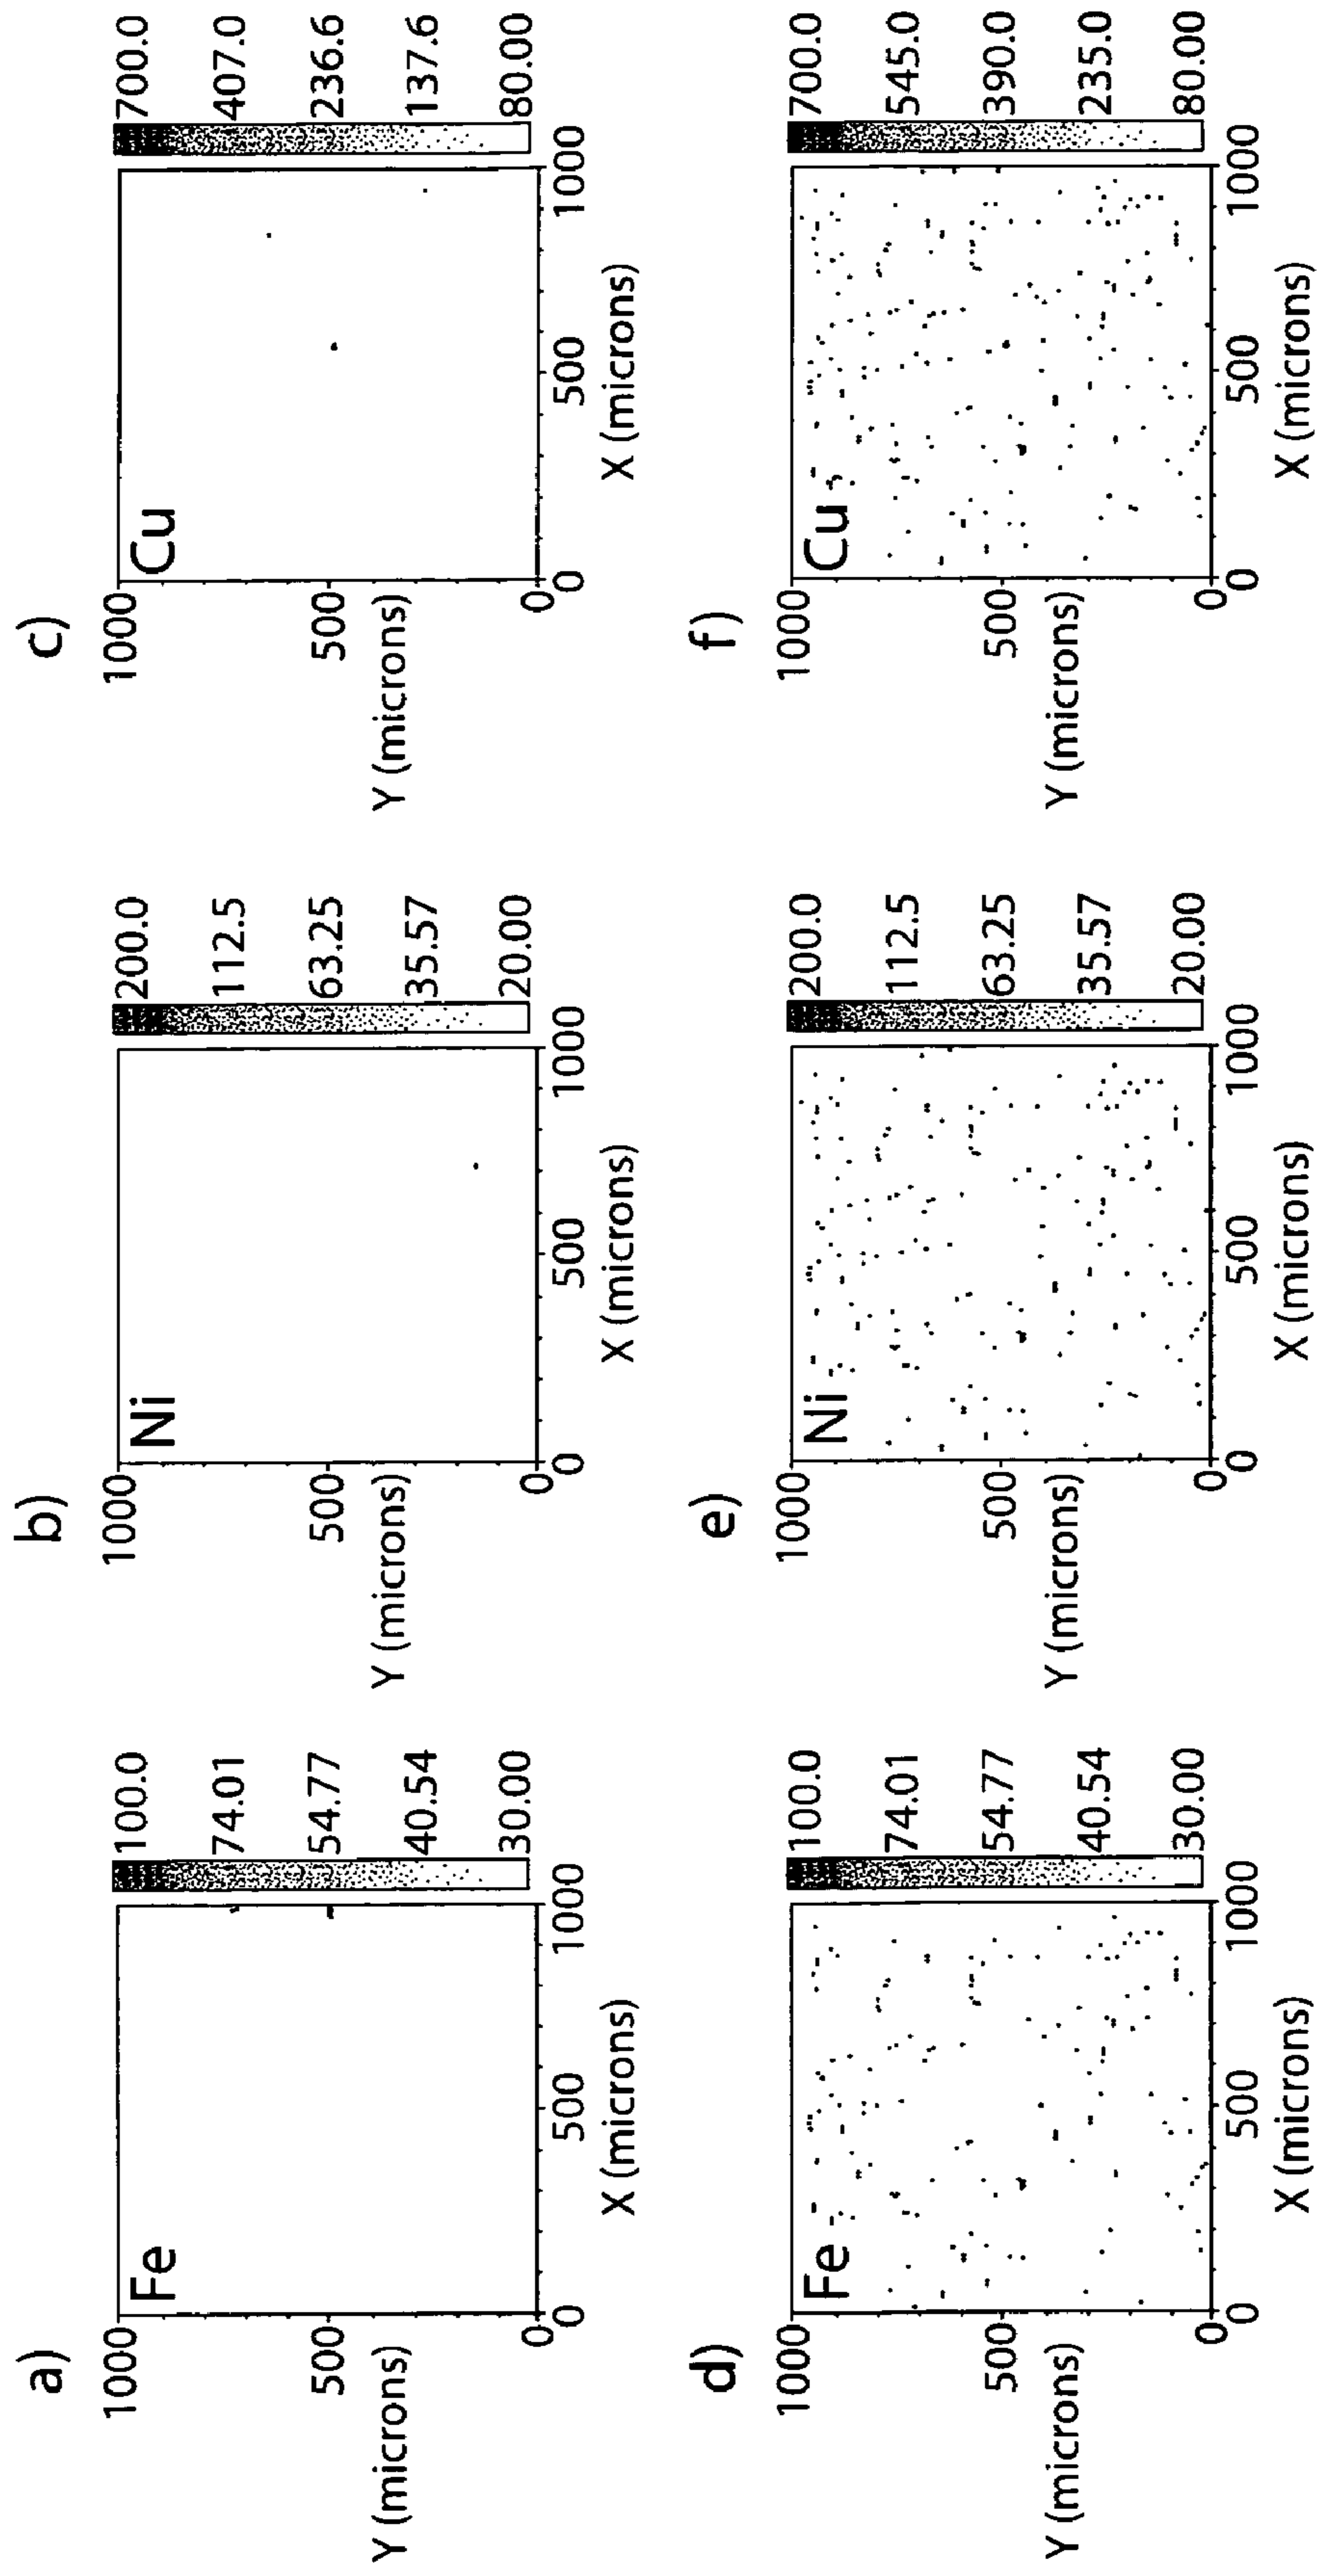 a)
Fe
1000
500
0
Y (microns)
0
500
1000
X (microns)
100.0
74.01
54.77
40.54
30.00
b)
Ni
1000
500
0
Y (microns)
0
500
1000
X (microns)
200.0
112.5
63.25
35.57
20.00
c)
Cu
1000
500
0
Y (microns)
0
500
1000
X (microns)
700.0
407.0
236.6
137.6
80.00
d)
Fe
1000
500
0
Y (microns)
0
500
1000
X (microns)
100.0
74.01
54.77
40.54
30.00
e)
Ni
1000
500
0
Y (microns)
0
500
1000
X (microns)
200.0
112.5
63.25
35.57
20.00
f)
Cu
1000
500
0
Y (microns)
0
500
1000
X (microns)
700.0
545.0
390.0
235.0
80.00